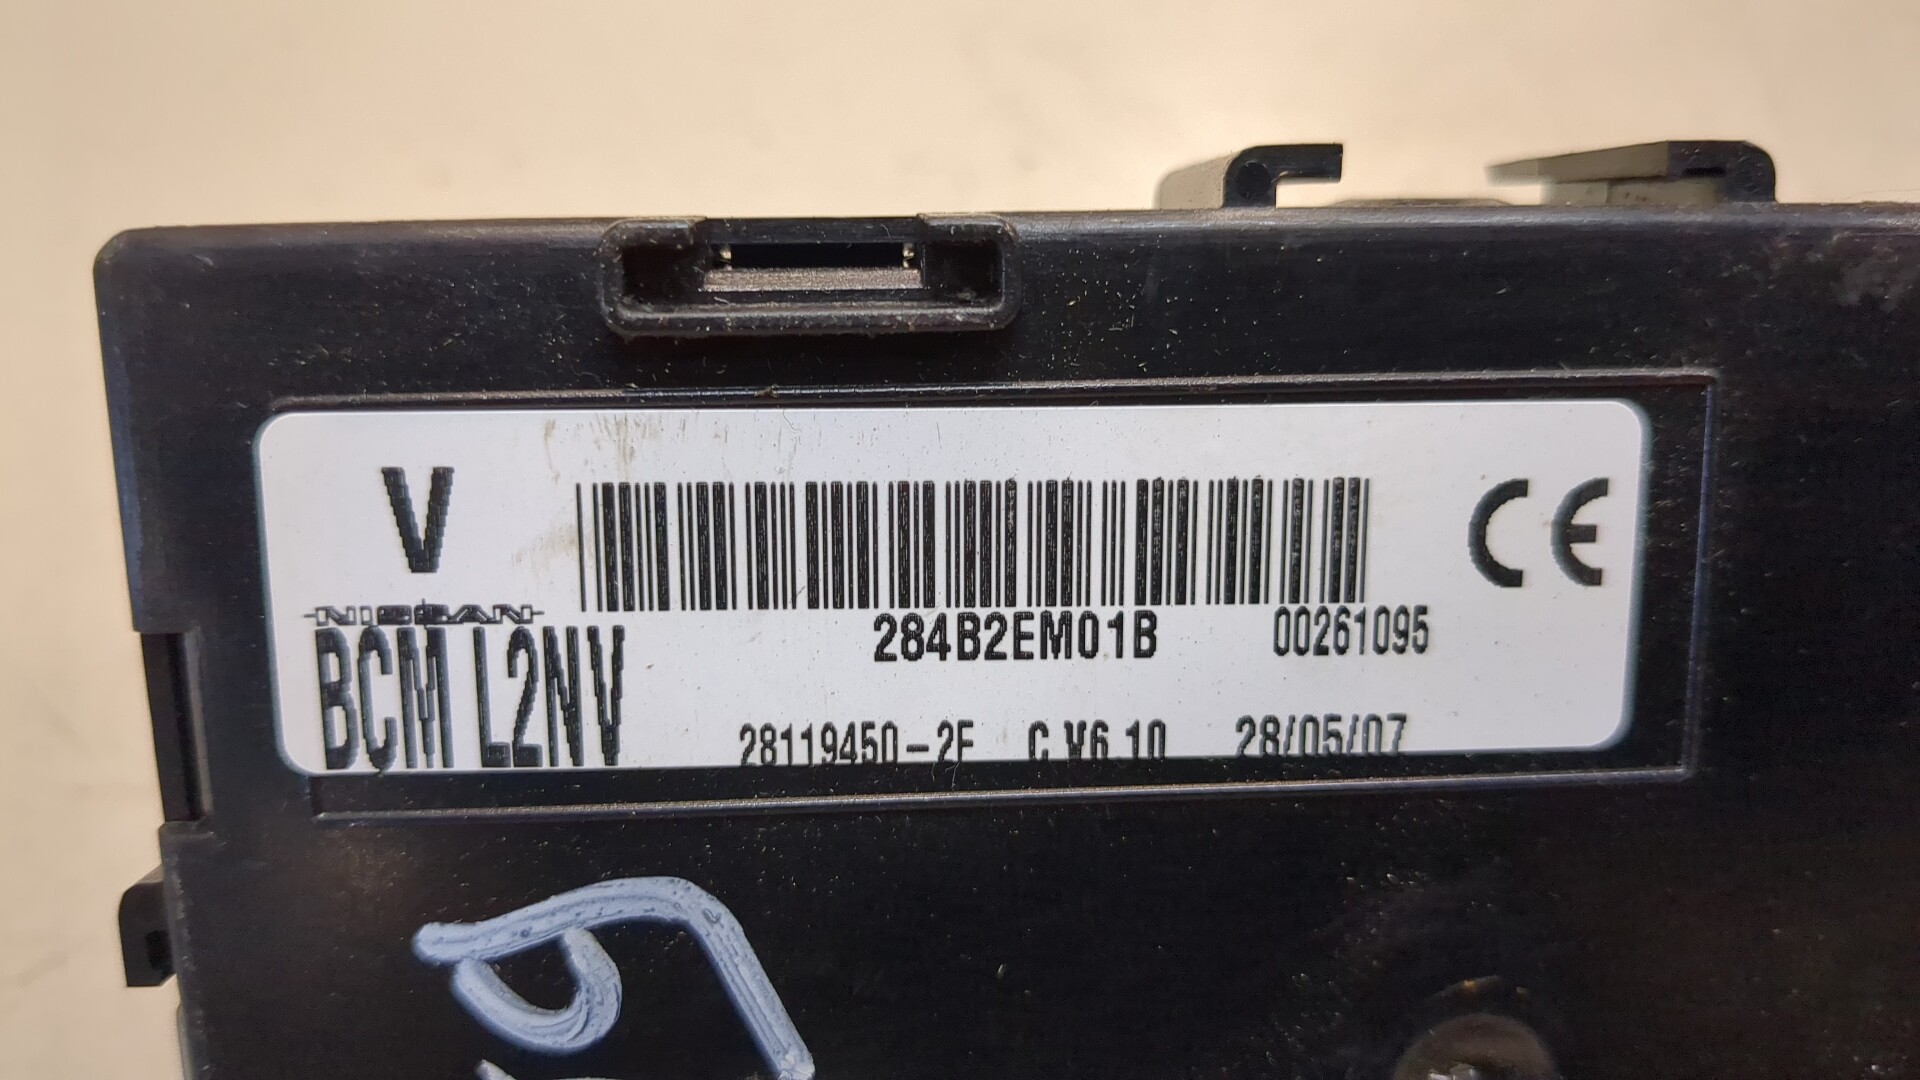 V
CE
NISSAN
BCM L2NV
284B2EM01B 00261095
28119450-2F C V6.10 28/05/07